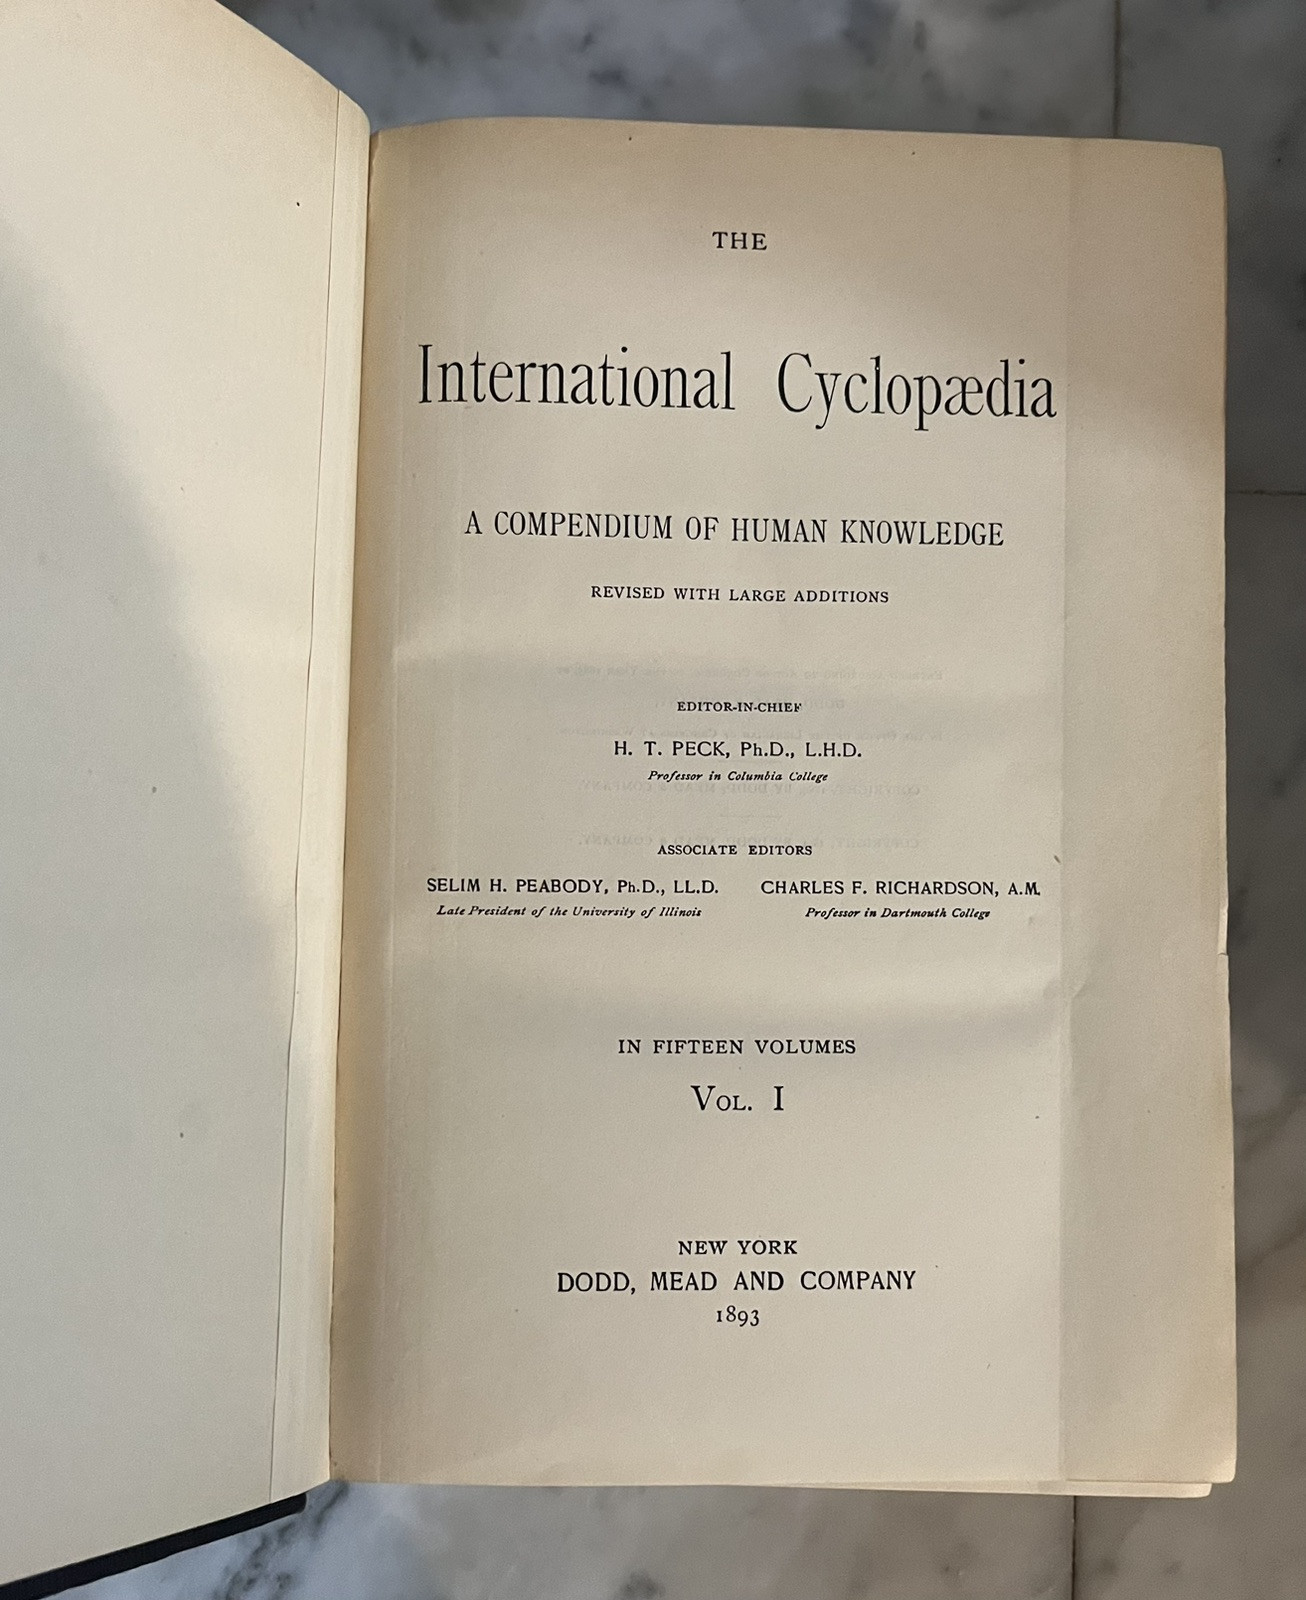 THE
International Cyclopædia
A COMPENDIUM OF HUMAN KNOWLEDGE
REVISED WITH LARGE ADDITIONS
EDITOR-IN-CHIEF
H. T. PECK, Ph.D., L.H.D.
Professor in Columbia College
ASSOCIATE EDITORS
SELIM H. PEABODY, Ph.D., LL.D. CHARLES F. RICHARDSON, A.M.
Late President of the University of Illinois Professor in Dartmouth College
IN FIFTEEN VOLUMES
Vol. I
NEW YORK
DODD, MEAD AND COMPANY
1893